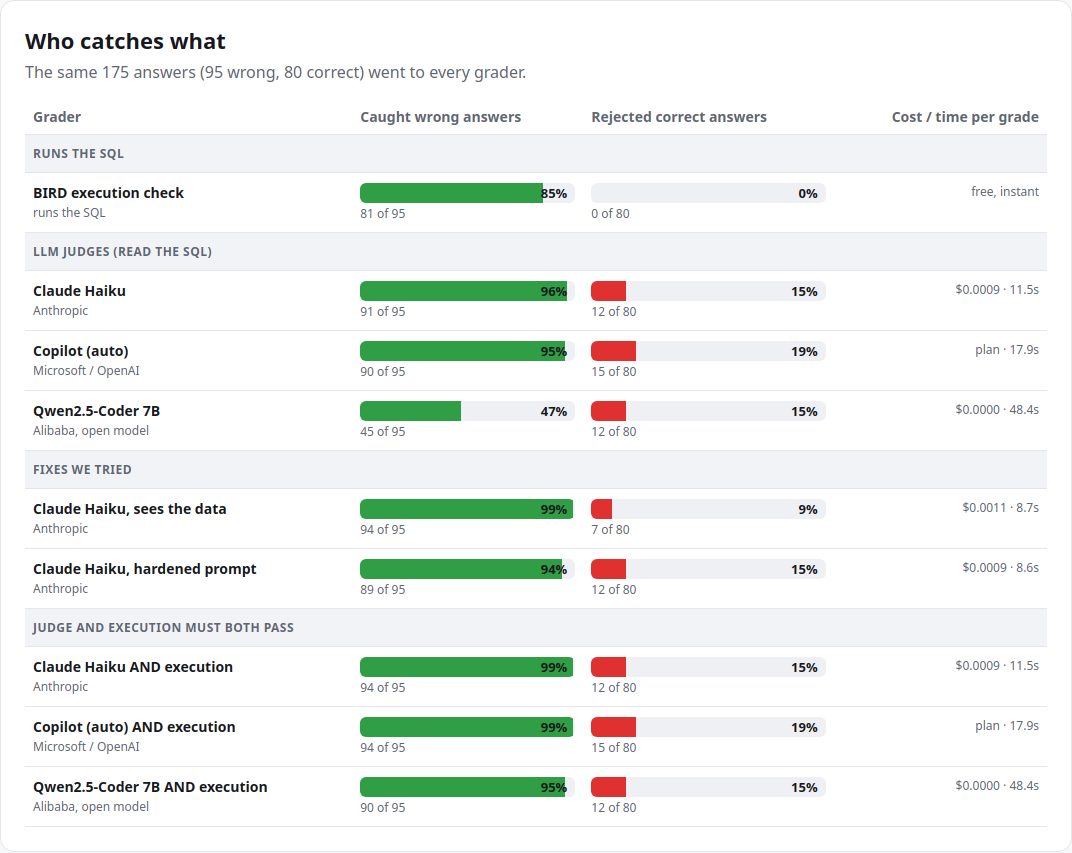 Who catches what
The same 175 answers (95 wrong, 80 correct) went to every grader.
Grader Caught wrong answers Rejected correct answers Cost / time per grade
RUNS THE SQL
BIRD execution check 85% 0% free, instant
runs the SQL 81 of 95 0 of 80
LLM JUDGES (READ THE SQL)
Claude Haiku 96% 15% $0.0009 · 11.5s
Anthropic 91 of 95 12 of 80
Copilot (auto) 95% 19% plan · 17.9s
Microsoft / OpenAI 90 of 95 15 of 80
Qwen2.5-Coder 7B 47% 15% $0.0000 · 48.4s
Alibaba, open model 45 of 95 12 of 80
FIXES WE TRIED
Claude Haiku, sees the data 99% 9% $0.0011 · 8.7s
Anthropic 94 of 95 7 of 80
Claude Haiku, hardened prompt 94% 15% $0.0009 · 8.6s
Anthropic 89 of 95 12 of 80
JUDGE AND EXECUTION MUST BOTH PASS
Claude Haiku AND execution 99% 15% $0.0009 · 11.5s
Anthropic 94 of 95 12 of 80
Copilot (auto) AND execution 99% 19% plan · 17.9s
Microsoft / OpenAI 94 of 95 15 of 80
Qwen2.5-Coder 7B AND execution 95% 15% $0.0000 · 48.4s
Alibaba, open model 90 of 95 12 of 80